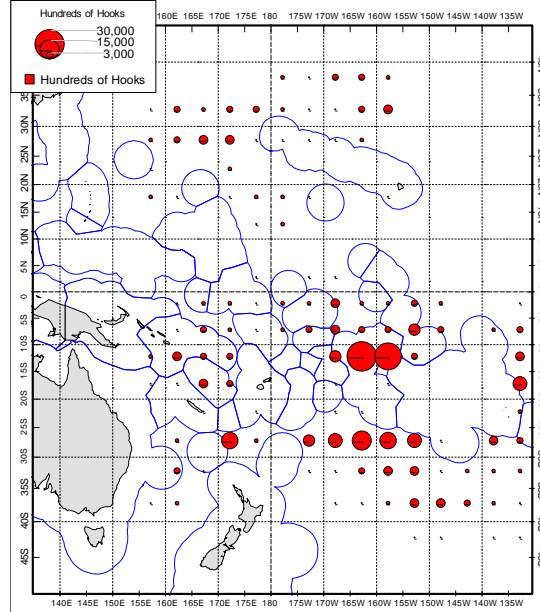 Hundreds of Hooks
30,000
15,000
3,000
Hundreds of Hooks
160E 165E 170E 175E 180 175W 170W 165W 160W 155W 150W 145W 140W 135W
30N
25N
20N
15N
10N
5N
0
5S
10S
15S
20S
25S
30S
35S
40S
45S
140E 145E 150E 155E 160E 165E 170E 175E 180 175W 170W 165W 160W 155W 150W 145W 140W 135W